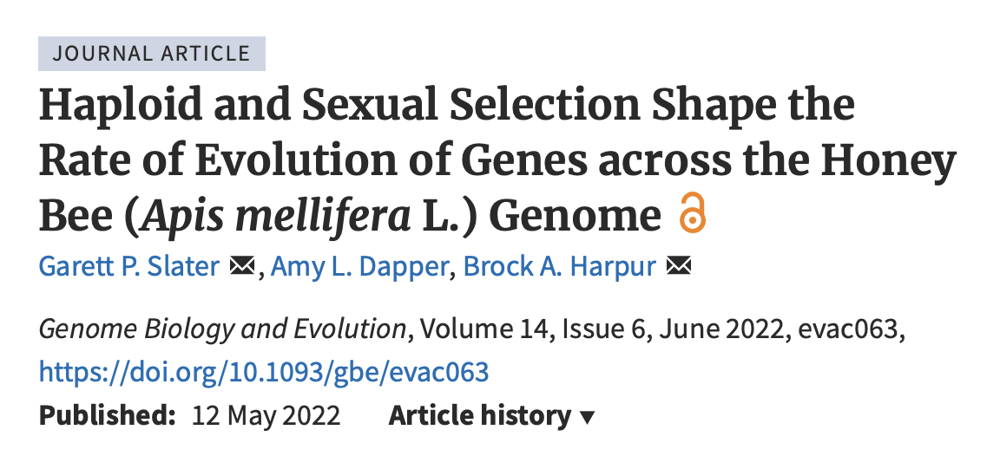 JOURNAL ARTICLE
Haploid and Sexual Selection Shape the
Rate of Evolution of Genes across the Honey
Bee (Apis mellifera L.) Genome
Garett P. Slater, Amy L. Dapper, Brock A. Harpur
Genome Biology and Evolution, Volume 14, Issue 6, June 2022, evac063,
https://doi.org/10.1093/gbe/evac063
Published: 12 May 2022 Article history ▼